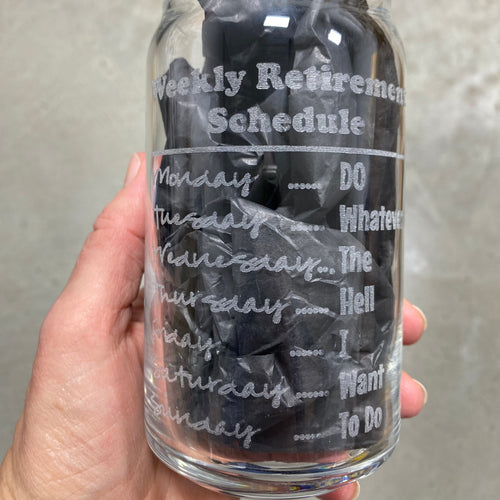 Weekly Retirement
Schedule
Monday ...... DO
Tuesday ...... Whatever
Wednesday... The
Thursday ...... Hell
Friday ...... I
Saturday ...... Want
Sunday ...... To Do